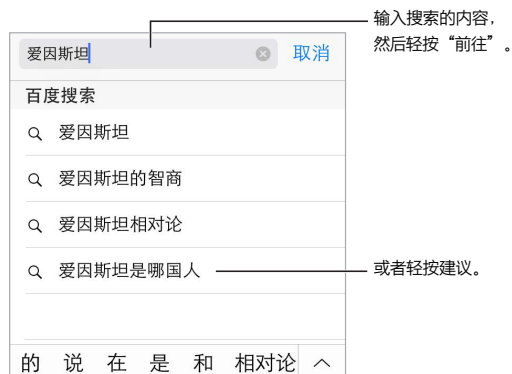 输入搜索的内容，
然后轻按“前往”。
爱因斯坦 取消
百度搜索
爱因斯坦
爱因斯坦的智商
爱因斯坦相对论
爱因斯坦是哪国人
或者轻按建议。
的 说 在 是 和 相对论